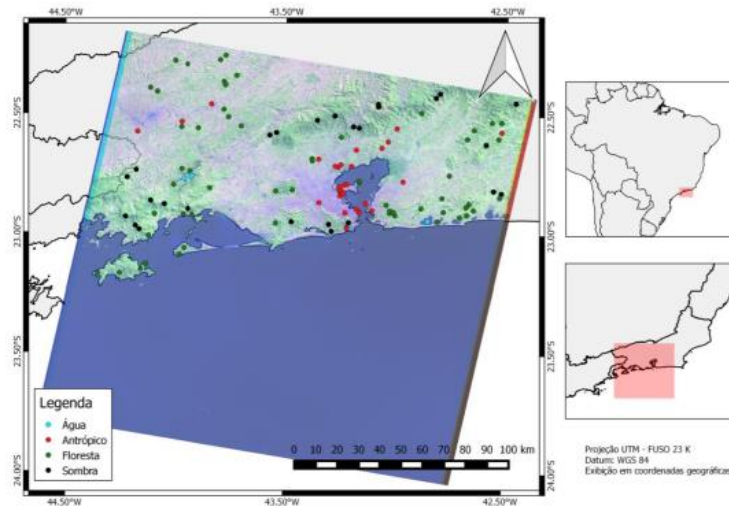 44.50°W 43.50°W 42.50°W
22.50°S 22.50°S
23.00°S 23.00°S
23.50°S 23.50°S
24.00°S 24.00°S
Legenda
Água
Antrópico
Floresta
Sombra
0 10 20 30 40 50 60 70 80 90 100 km
44.50°W 43.50°W 42.50°W
Projeção UTM - FUSO 23 K
Datum: WGS 84
Exibição em coordenadas geográficas